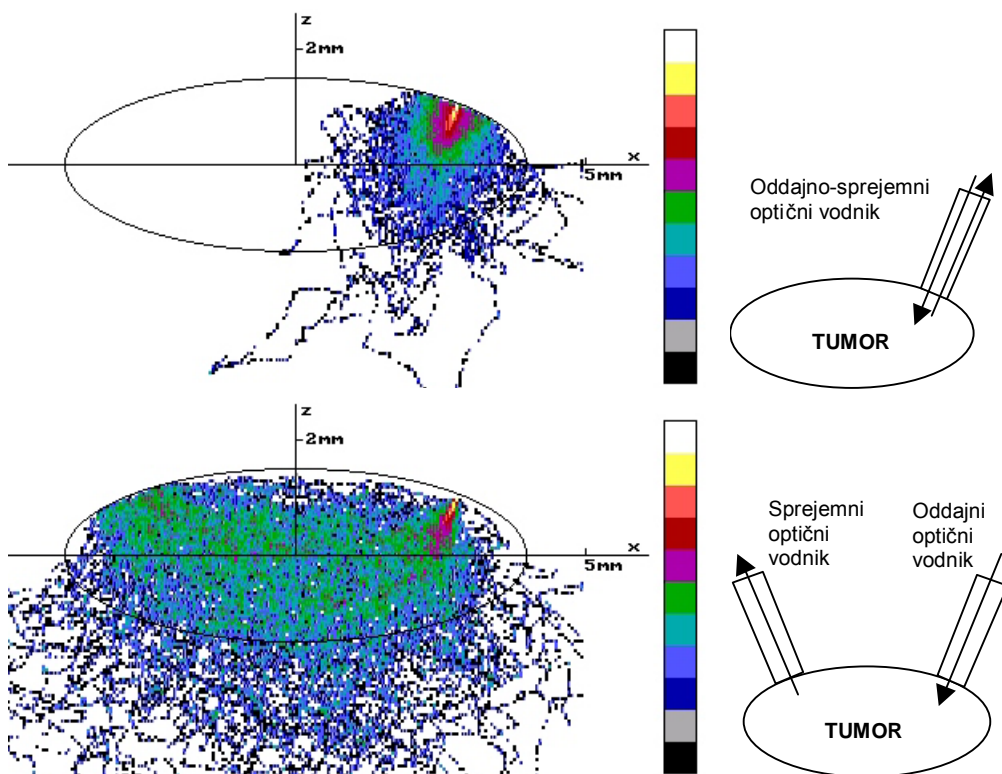 z
2mm
x
5mm
Oddajno-sprejemni
optični vodnik
TUMOR
z
2mm
x
5mm
Sprejemni
optični
vodnik
Oddajni
optični
vodnik
TUMOR